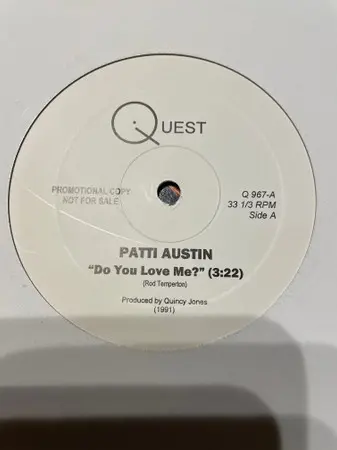 QUEST
PROMOTIONAL COPY
NOT FOR SALE
Q 967-A
33 1/3 RPM
Side A
PATTI AUSTIN
"Do You Love Me?" (3:22)
(Rod Temperton)
Produced by Quincy Jones
(1991)